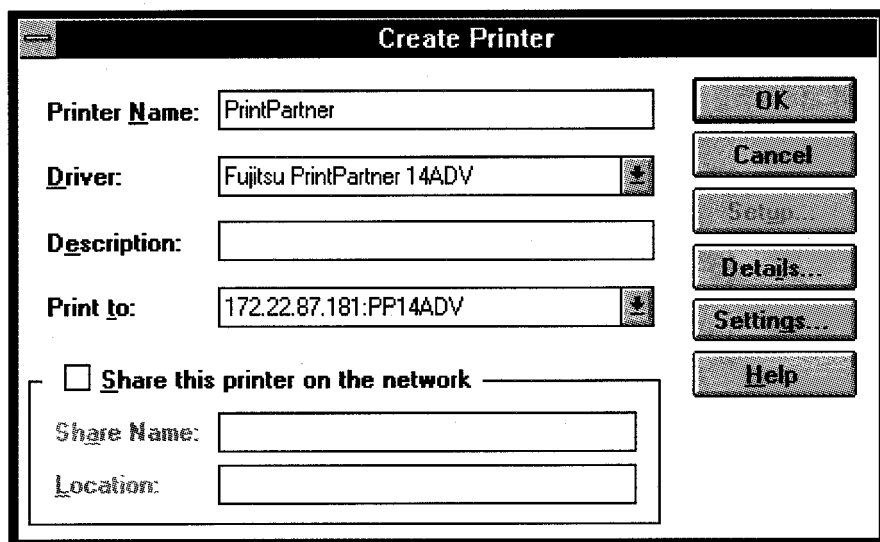 Create Printer
Printer Name: PrintPartner
Driver: Fujitsu PrintPartner 14ADV
Description:
Print to: 172.22.87.181:PP14ADV
Share this printer on the network
Share Name:
Location:
OK
Cancel
Setup...
Details...
Settings...
Help